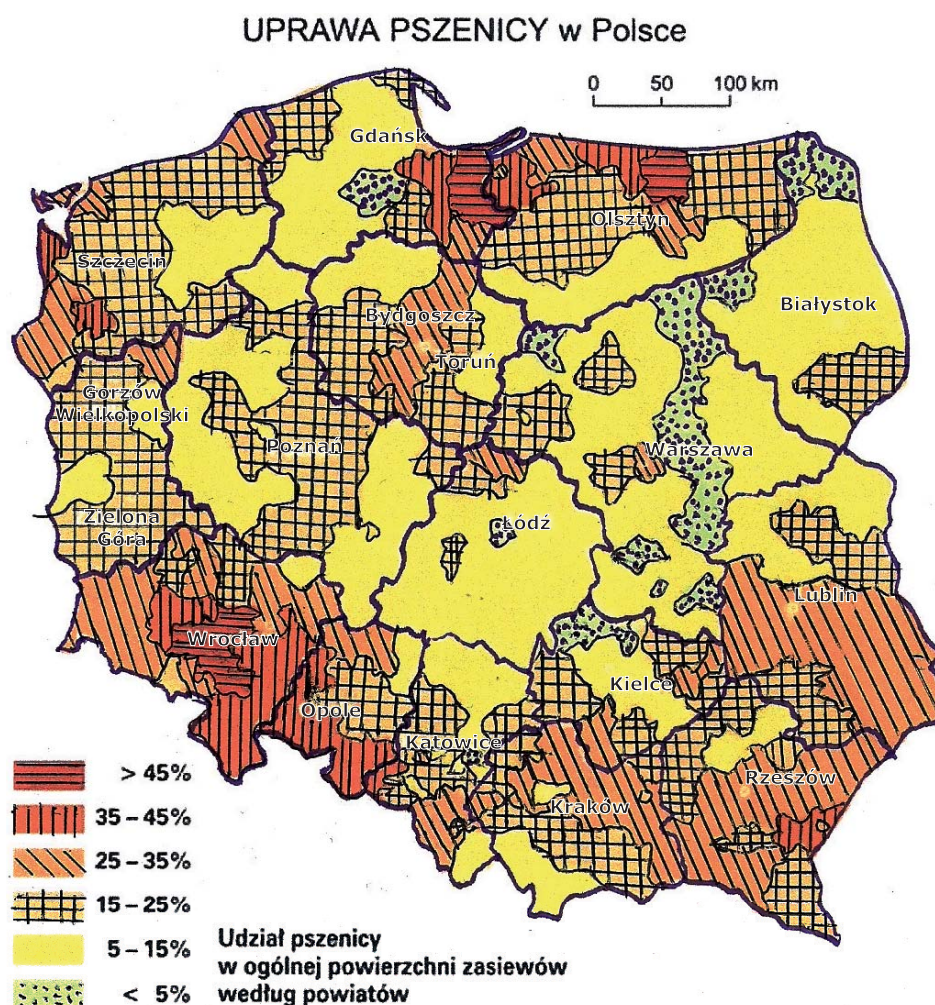 UPRAWA PSZENICY w Polsce
0 50 100 km
Gdańsk
Olsztyn
Szczecin
Białystok
Bydgoszcz
Toruń
Gorzów
Wielkopolski
Poznań
Warszawa
Zielona
Góra
Łódź
Lublin
Wrocław
Kielce
Opole
Katowice
Rzeszów
Kraków
> 45%
35 – 45%
25 – 35%
15 – 25%
5 – 15%
< 5%
Udział pszenicy
w ogólnej powierzchni zasiewów
według powiatów